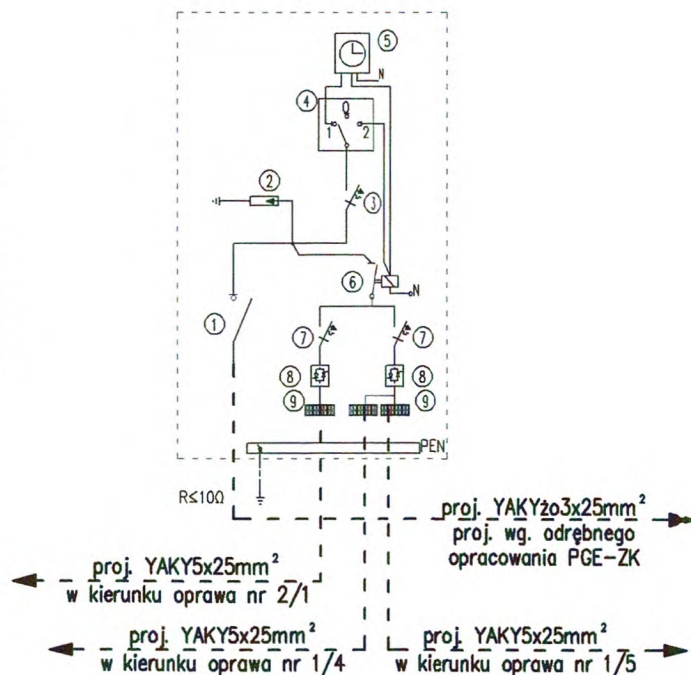 5
N
4
Q
1 2
2
3
6
N
1
7 7
8 8
9 9
PEN
R≤10Ω
proj. YAKYżo3x25mm²
proj. wg. odrębnego
opracowania PGE-ZK
proj. YAKY5x25mm²
w kierunku oprawa nr 2/1
proj. YAKY5x25mm²
w kierunku oprawa nr 1/4
proj. YAKY5x25mm²
w kierunku oprawa nr 1/5